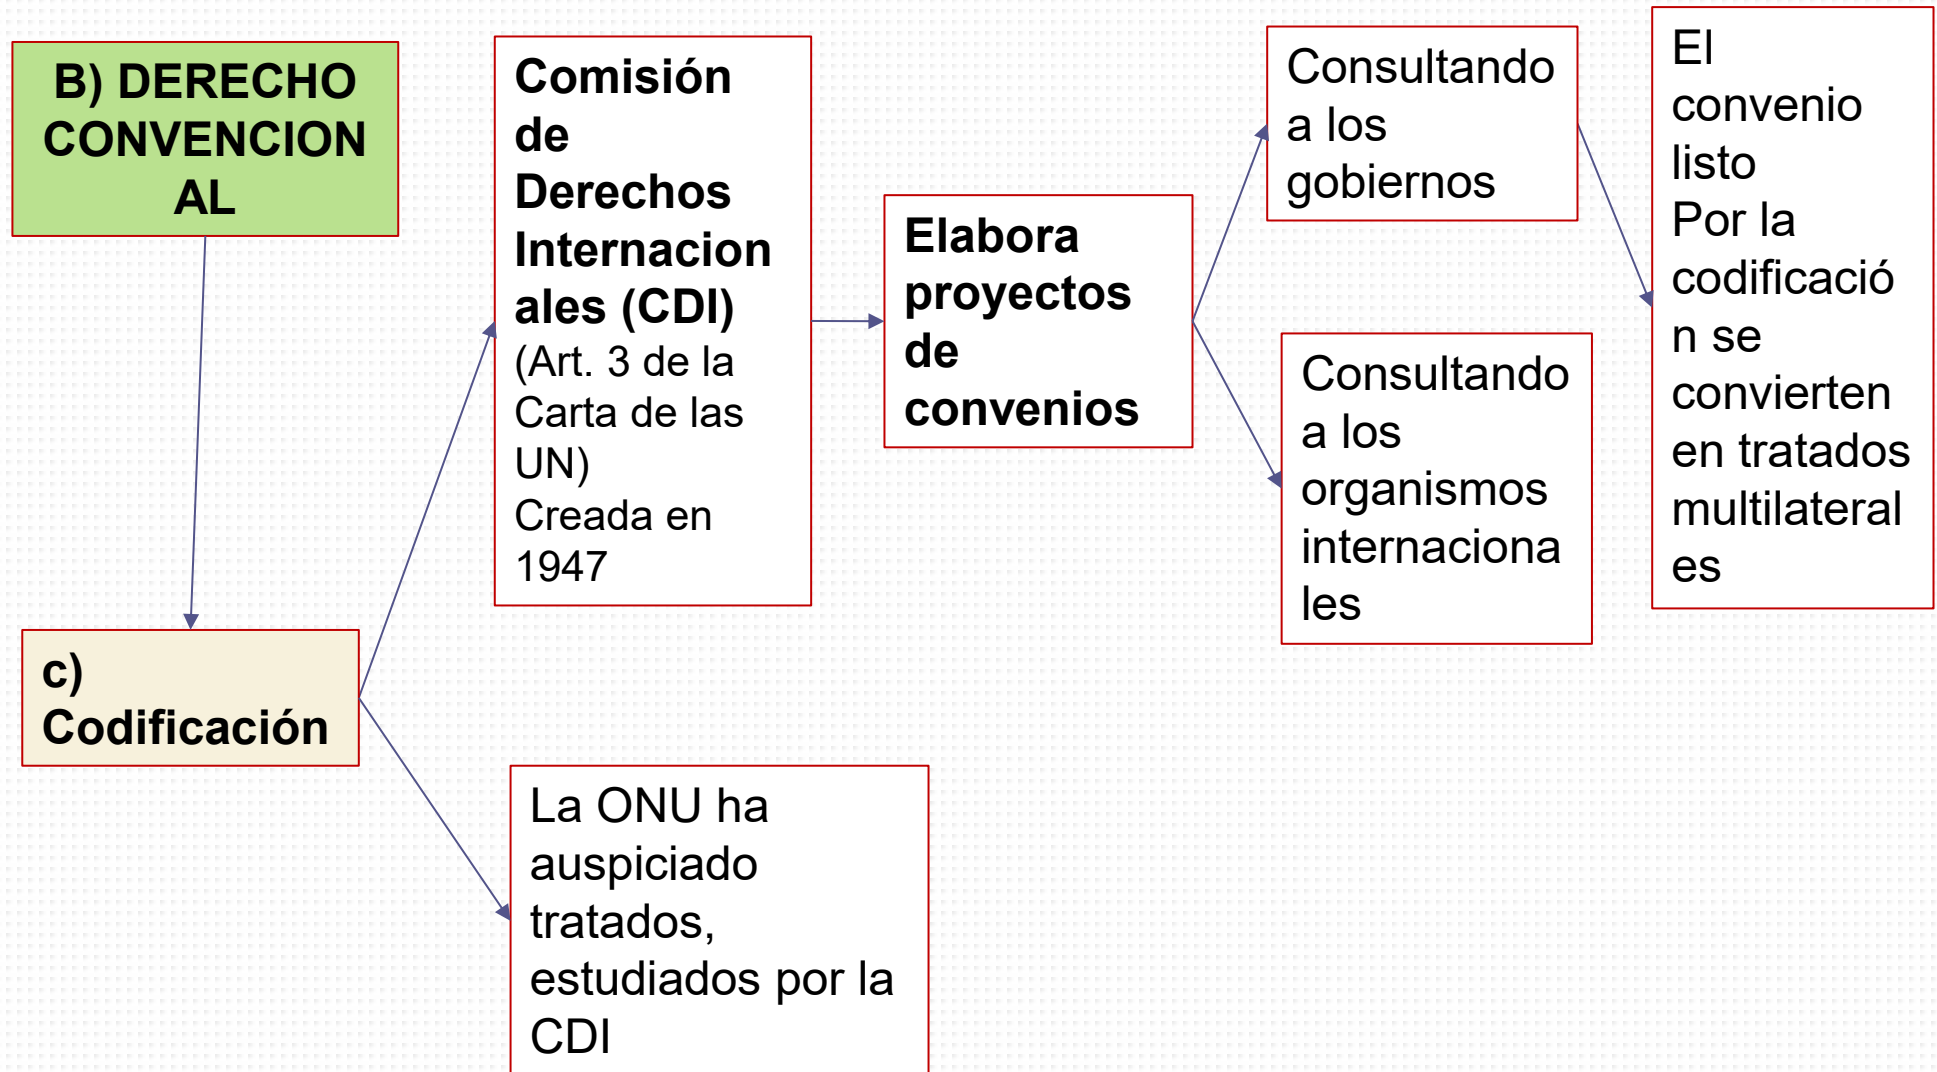 B) DERECHO
CONVENCION
AL
c)
Codificación
Comisión
de
Derechos
Internacion
ales (CDI)
(Art. 3 de la
Carta de las
UN)
Creada en
1947
La ONU ha
auspiciado
tratados,
estudiados por la
CDI
Elabora
proyectos
de
convenios
Consultando
a los
gobiernos
Consultando
a los
organismos
internaciona
les
El
convenio
listo
Por la
codificació
n se
convierten
en tratados
multilateral
es